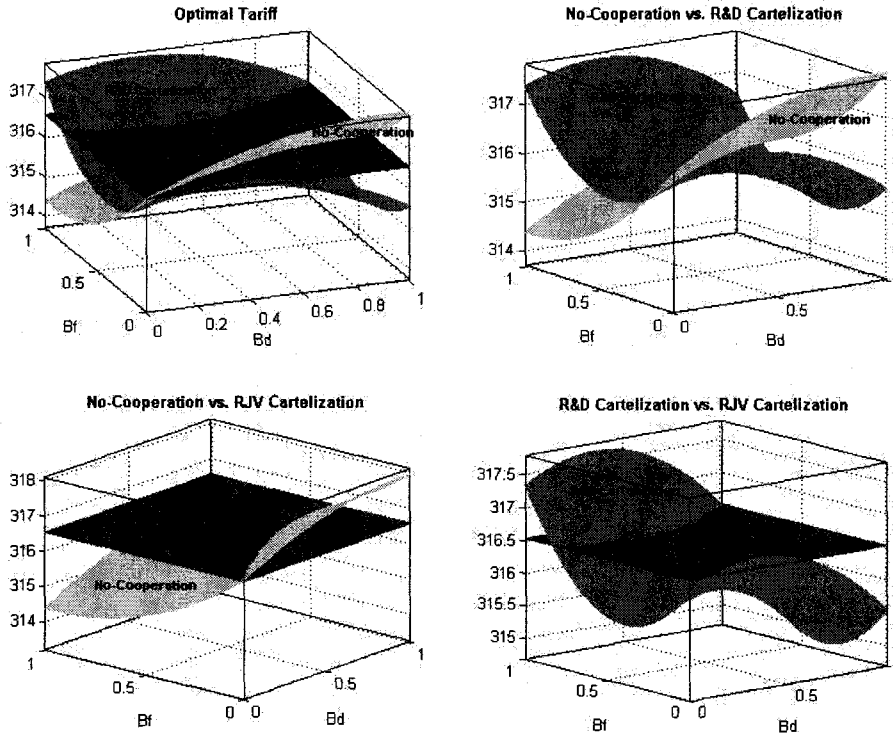 Optimal Tariff
317
316
315
314
1
0.5
0
0
0.2
0.4
0.6
0.8
1
Bf
Bd
No-Cooperation
No-Cooperation vs. R&D Cartelization
317
316
315
314
1
0.5
0
0
0.5
Bf
Bd
No-Cooperation
No-Cooperation vs. RJV Cartelization
318
317
316
315
314
1
0.5
0
0
0.5
1
Bf
Bd
No-Cooperation
R&D Cartelization vs. RJV Cartelization
317.5
317
316.5
316
315.5
315
1
0.5
0
0
0.5
Bf
Bd